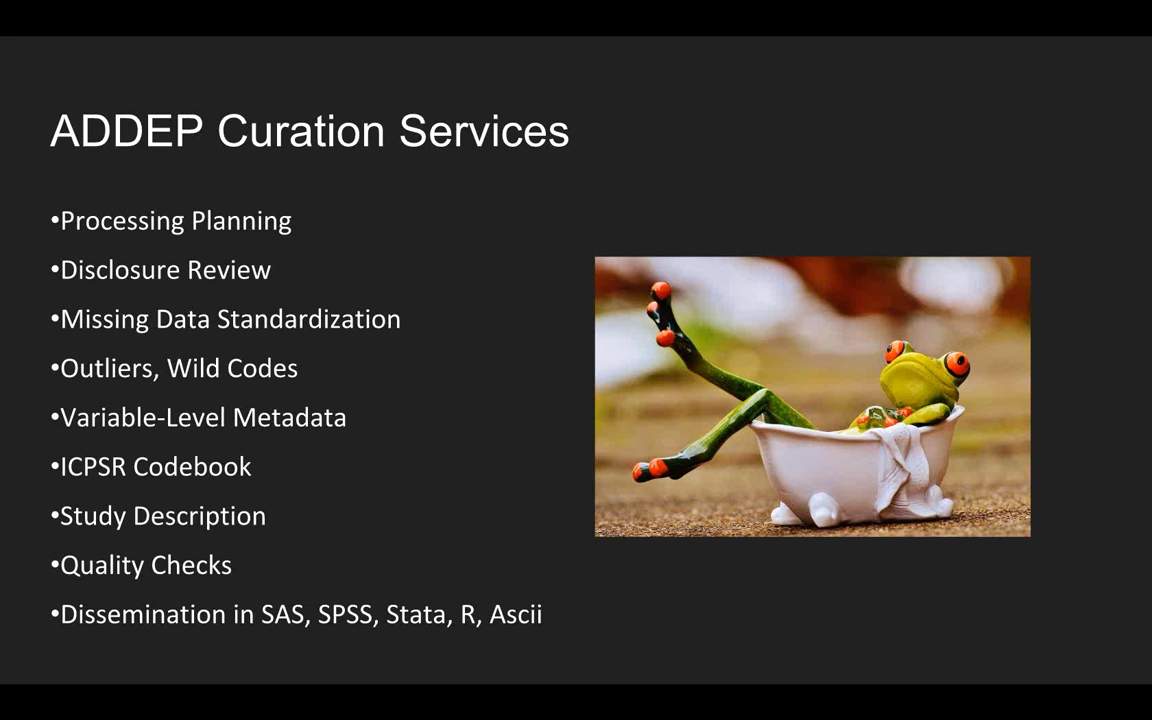 ADDEP Curation Services
•Processing Planning
•Disclosure Review
•Missing Data Standardization
•Outliers, Wild Codes
•Variable-Level Metadata
•ICPSR Codebook
•Study Description
•Quality Checks
•Dissemination in SAS, SPSS, Stata, R, Ascii